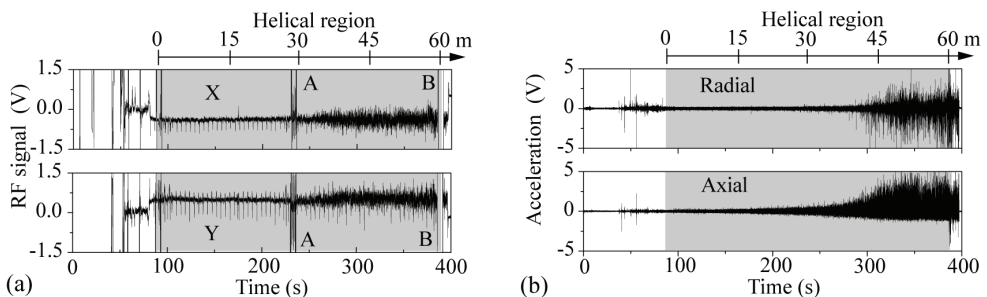 Helical region
0 15 30 45 60 m
1.5
0.0
-1.5
X A B
RF signal (V)
1.5
0.0
-1.5
Y A B
0 100 200 300 400
Time (s)
(a)
Helical region
0 15 30 45 60 m
5
0
-5
Radial
Acceleration (V)
5
0
-5
Axial
0 100 200 300 400
Time (s)
(b)